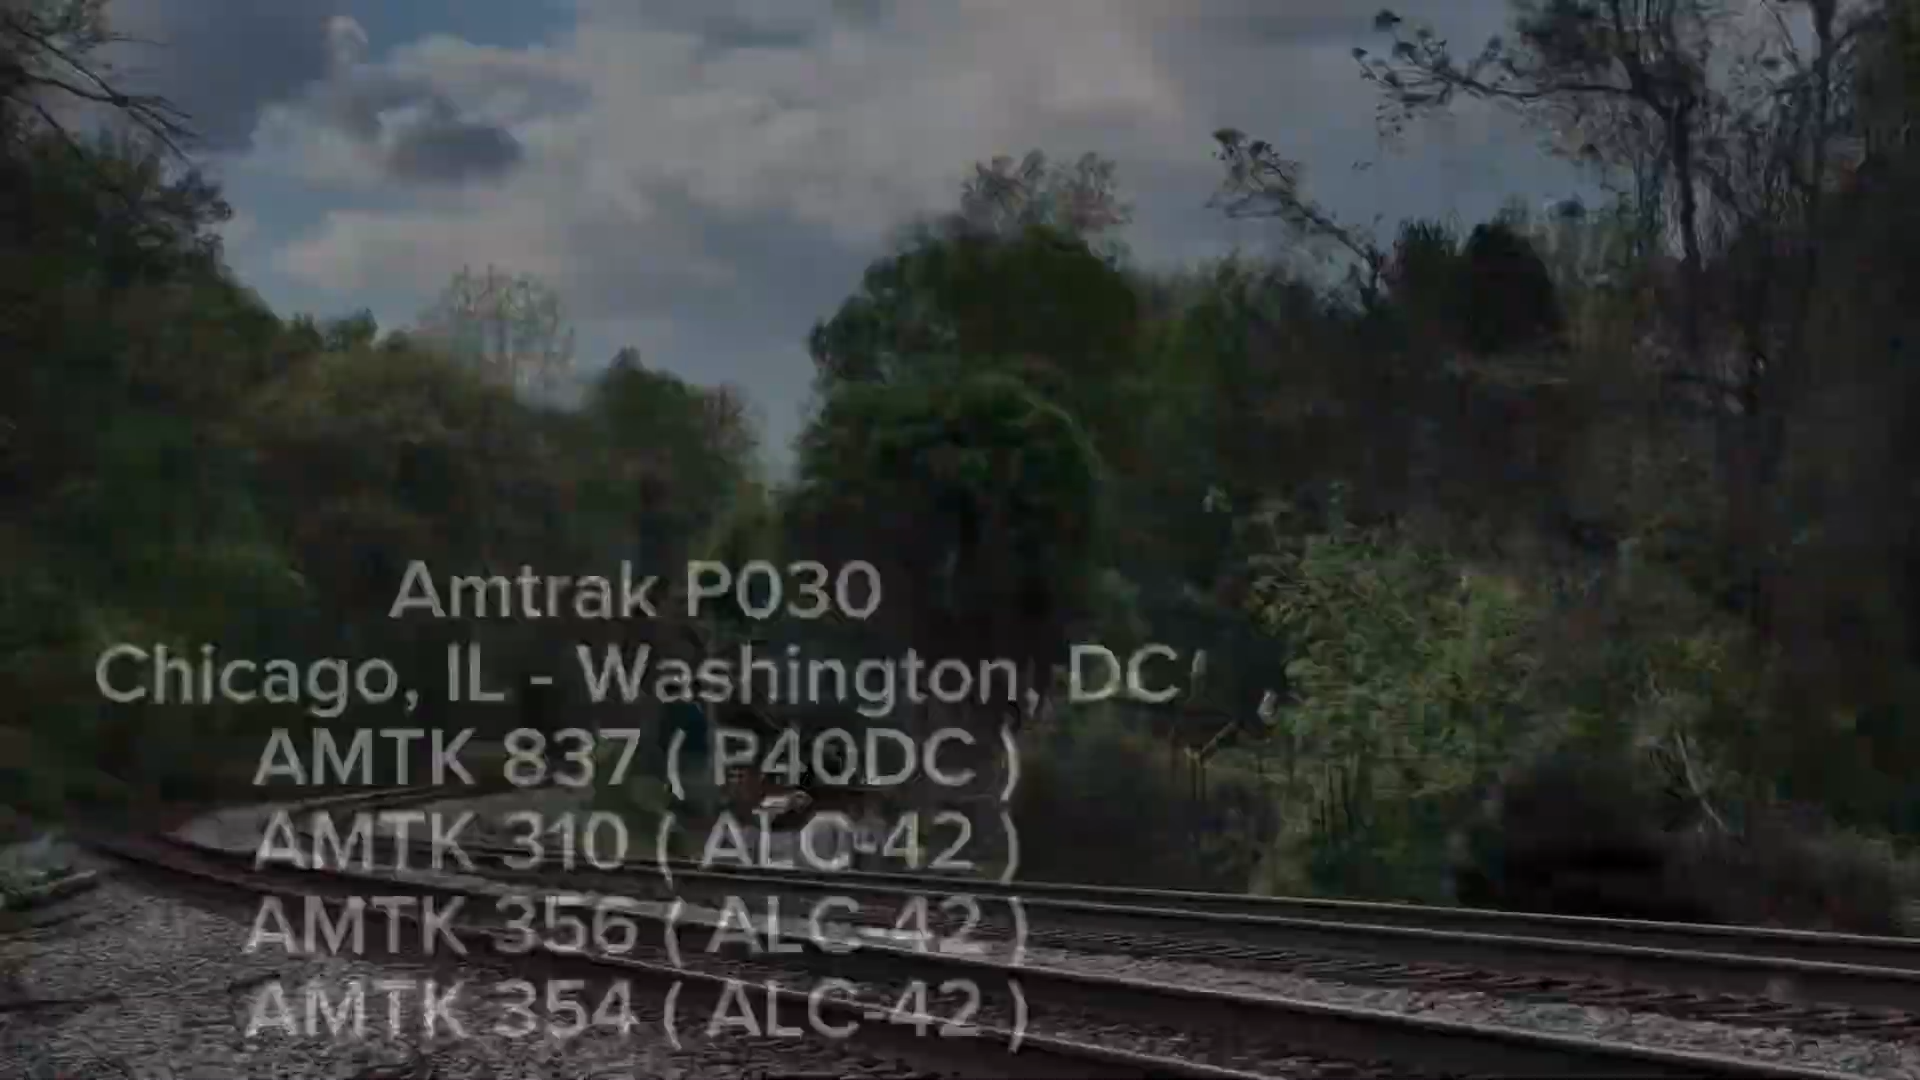 Amtrak P030
Chicago, IL - Washington, DC
AMTK 837 ( P40DC )
AMTK 310 ( ALC-42 )
AMTK 356 ( ALC-42 )
AMTK 354 ( ALC-42 )